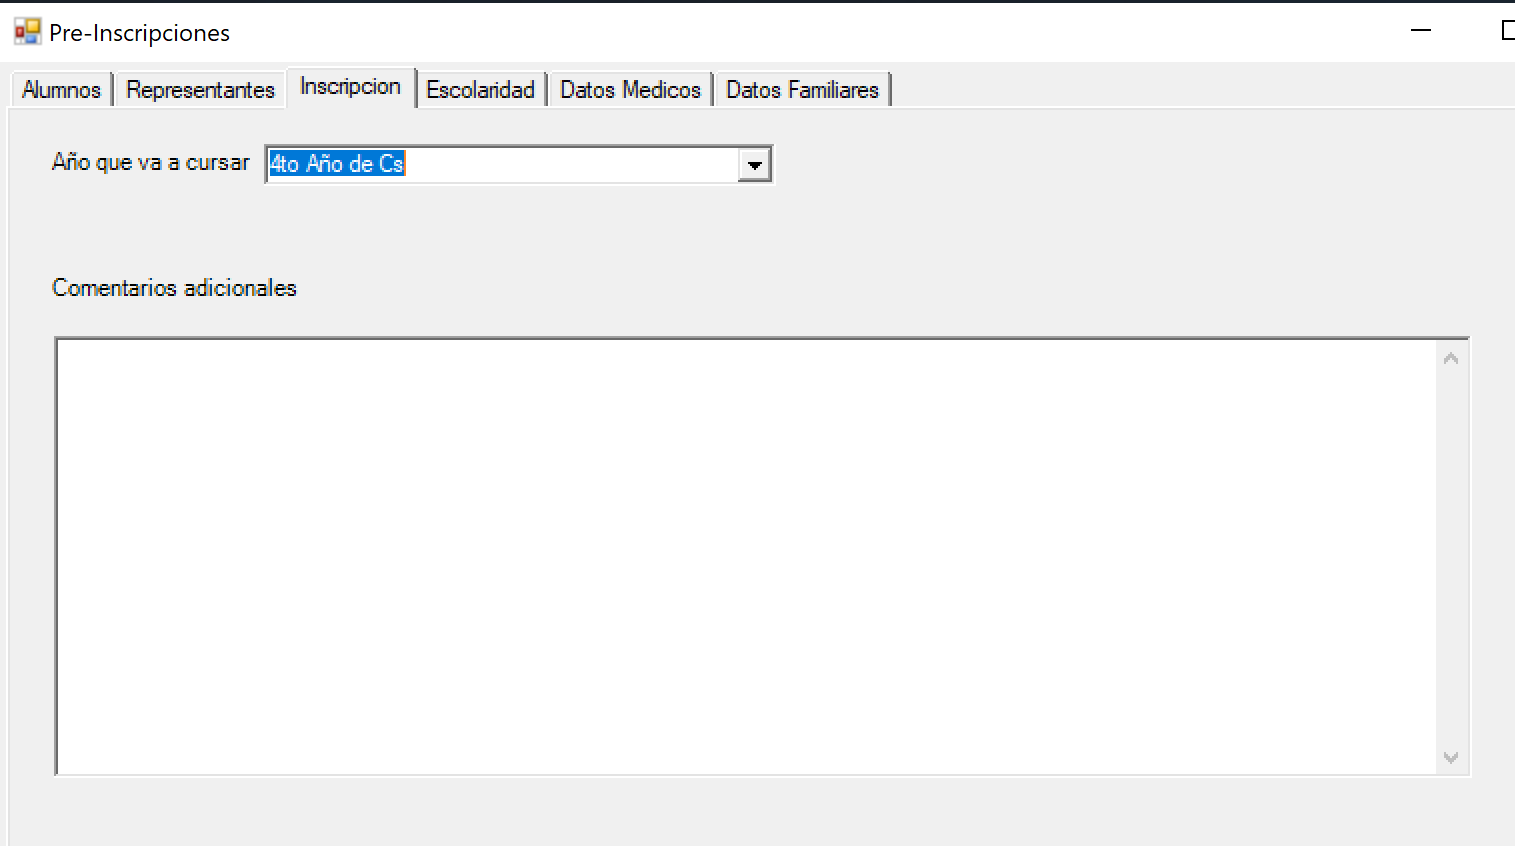 Pre-Inscripciones
Alumnos Representantes Inscripcion Escolaridad Datos Medicos Datos Familiares
Año que va a cursar 4to Año de Cs
Comentarios adicionales